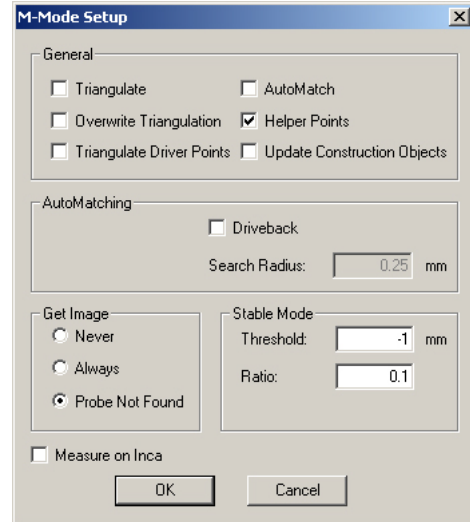 M-Mode Setup
General
Triangulate
AutoMatch
Overwrite Triangulation
Helper Points
Triangulate Driver Points
Update Construction Objects
AutoMatching
Driveback
Search Radius: 0.25 mm
Get Image
Never
Always
Probe Not Found
Stable Mode
Threshold: -1 mm
Ratio: 0.1
Measure on Inca
OK
Cancel